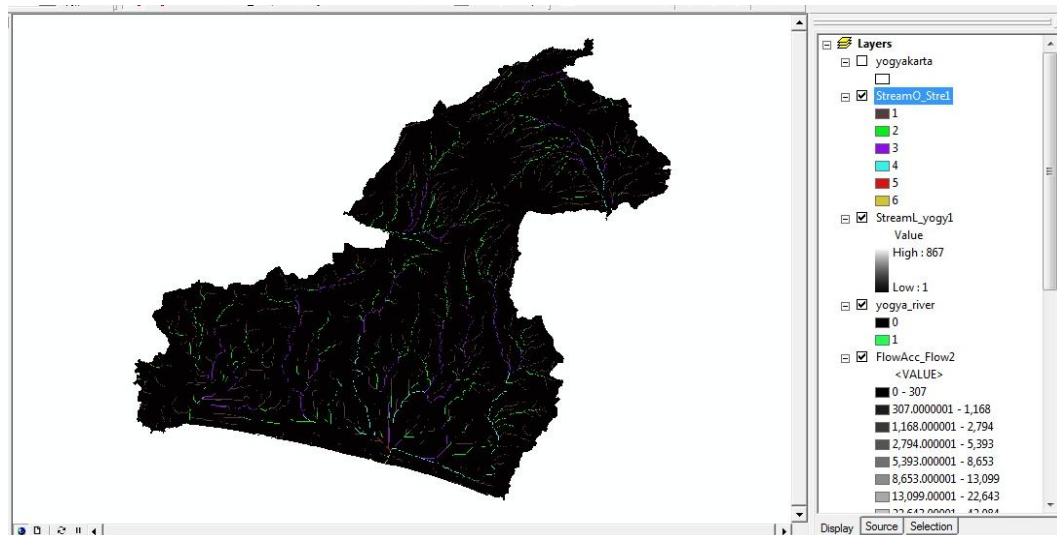 Layers
yogyakarta
StreamO_Stre1
1
2
3
4
5
6
StreamL_yogy1
Value
High : 867
Low : 1
yogya_river
0
1
FlowAcc_Flow2
<VALUE>
0 - 307
307.0000001 - 1,168
1,168.000001 - 2,794
2,794.000001 - 5,393
5,393.000001 - 8,653
8,653.000001 - 13,099
13,099.00001 - 22,643
Display Source Selection